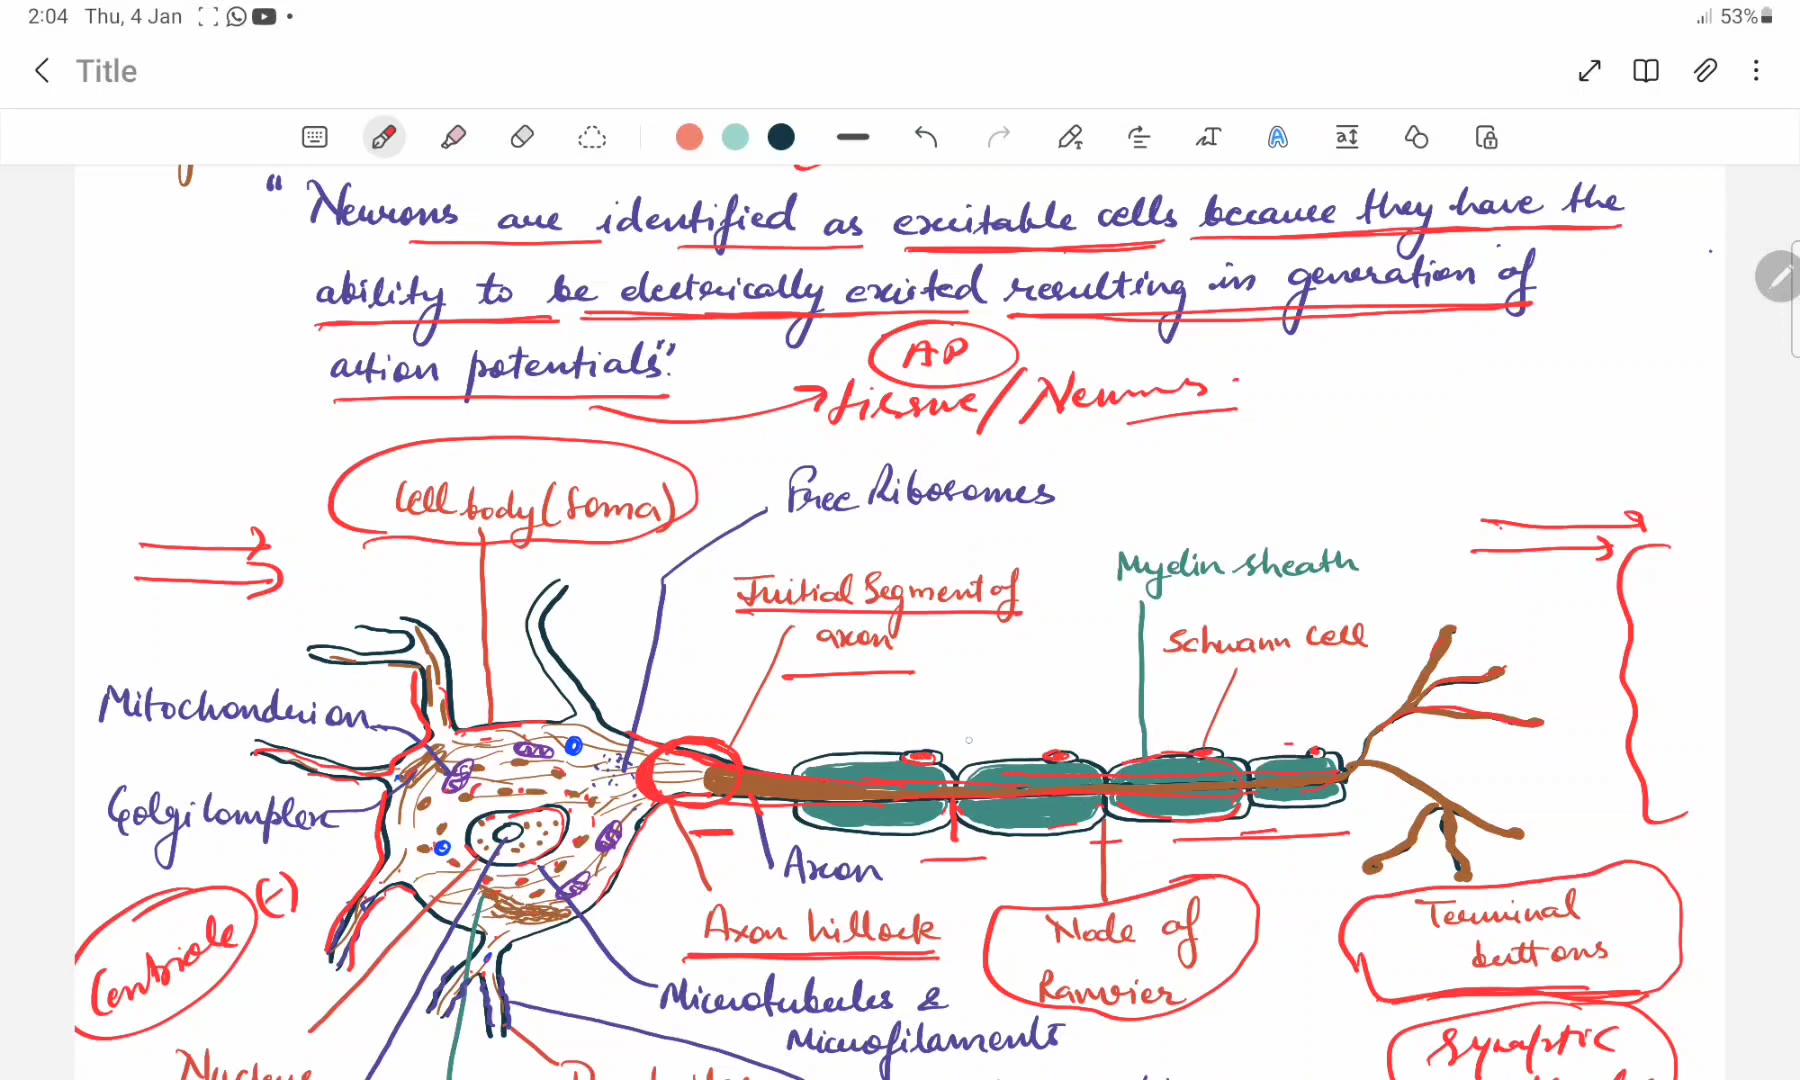 2:04 Thu, 4 Jan
53%
Title
"Neurons are identified as excitable cells because they have the
ability to be electrically excited resulting in generation of
action potentials".
AP
tissue/Neurons.
Cell body (Soma)
Free Ribosomes
Initial Segment of
axon
Myelin sheath
Schwann Cell
Mitochondrion
Golgi Complex
Axon
Centriole (-)
Axon hillock
Node of
Ranvier
Terminal
buttons
Microtubules &
Microfilaments
Synaptic
Nucleus